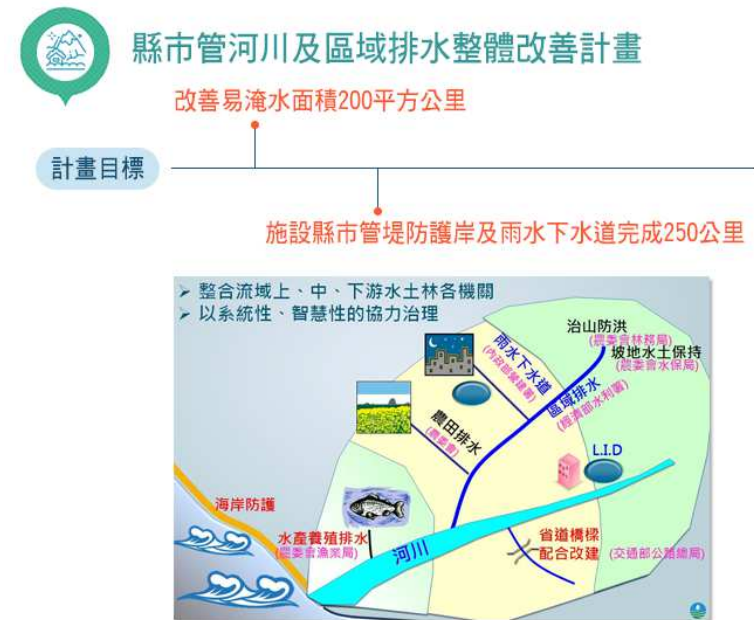 縣市管河川及區域排水整體改善計畫
改善易淹水面積200平方公里
計畫目標
施設縣市管堤防護岸及雨水下水道完成250公里
➤ 整合流域上、中、下游水土林各機關
➤ 以系統性、智慧性的協力治理
治山防洪
(農委會林務局)
坡地水土保持
(農委會水保局)
雨水下水道
(內政部營建署)
區域排水
(經濟部水利署)
農田排水
(農委會)
L.I.D
海岸防護
水產養殖排水
(農委會漁業局)
河川
省道橋樑
配合改建
(交通部公路總局)